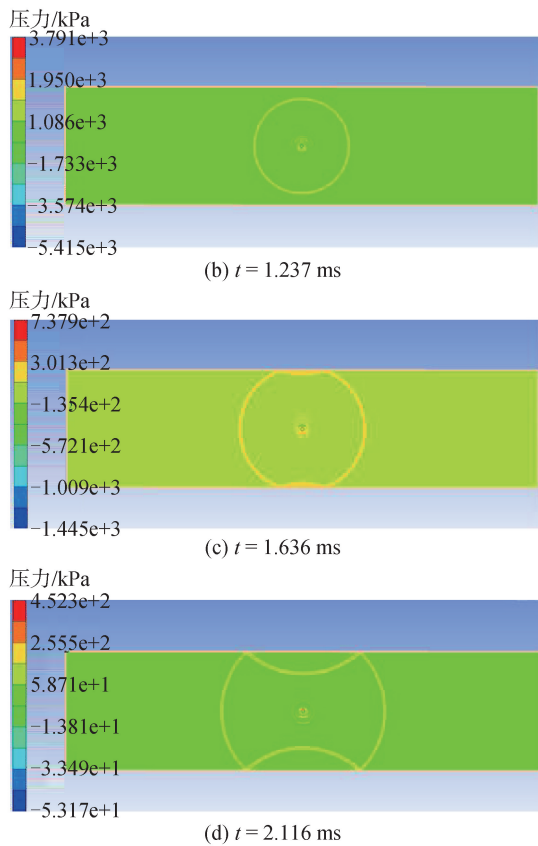 压力/kPa
3.791e+3
1.950e+3
1.086e+3
−1.733e+3
−3.574e+3
−5.415e+3
(b) t = 1.237 ms
压力/kPa
7.379e+2
3.013e+2
−1.354e+2
−5.721e+2
−1.009e+3
−1.445e+3
(c) t = 1.636 ms
压力/kPa
4.523e+2
2.555e+2
5.871e+1
−1.381e+1
−3.349e+1
−5.317e+1
(d) t = 2.116 ms